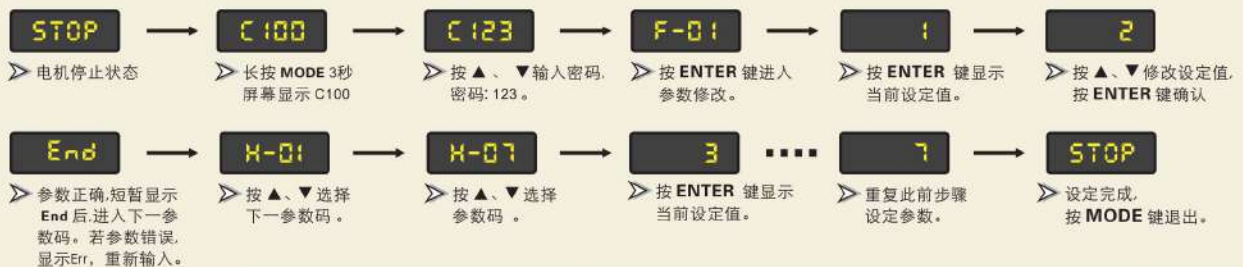 STOP
C100
C123
F-01
1
2
➢ 电机停止状态
➢ 长按 MODE 3秒
屏幕显示 C100
➢ 按 ▲ 、 ▼输入密码,
密码: 123 。
➢ 按 ENTER 键进入
参数修改。
➢ 按 ENTER 键显示
当前设定值。
➢ 按 ▲、▼修改设定值,
按 ENTER 键确认
End
H-01
H-07
3
7
STOP
➢ 参数正确,短暂显示
End 后,进入下一参
数码。若参数错误,
显示Err，重新输入。
➢ 按 ▲、▼ 选择
下一参数码 。
➢ 按 ▲、▼ 选择
参数码 。
➢ 按 ENTER 键显示
当前设定值。
➢ 重复此前步骤
设定参数。
➢ 设定完成,
按 MODE 键退出。